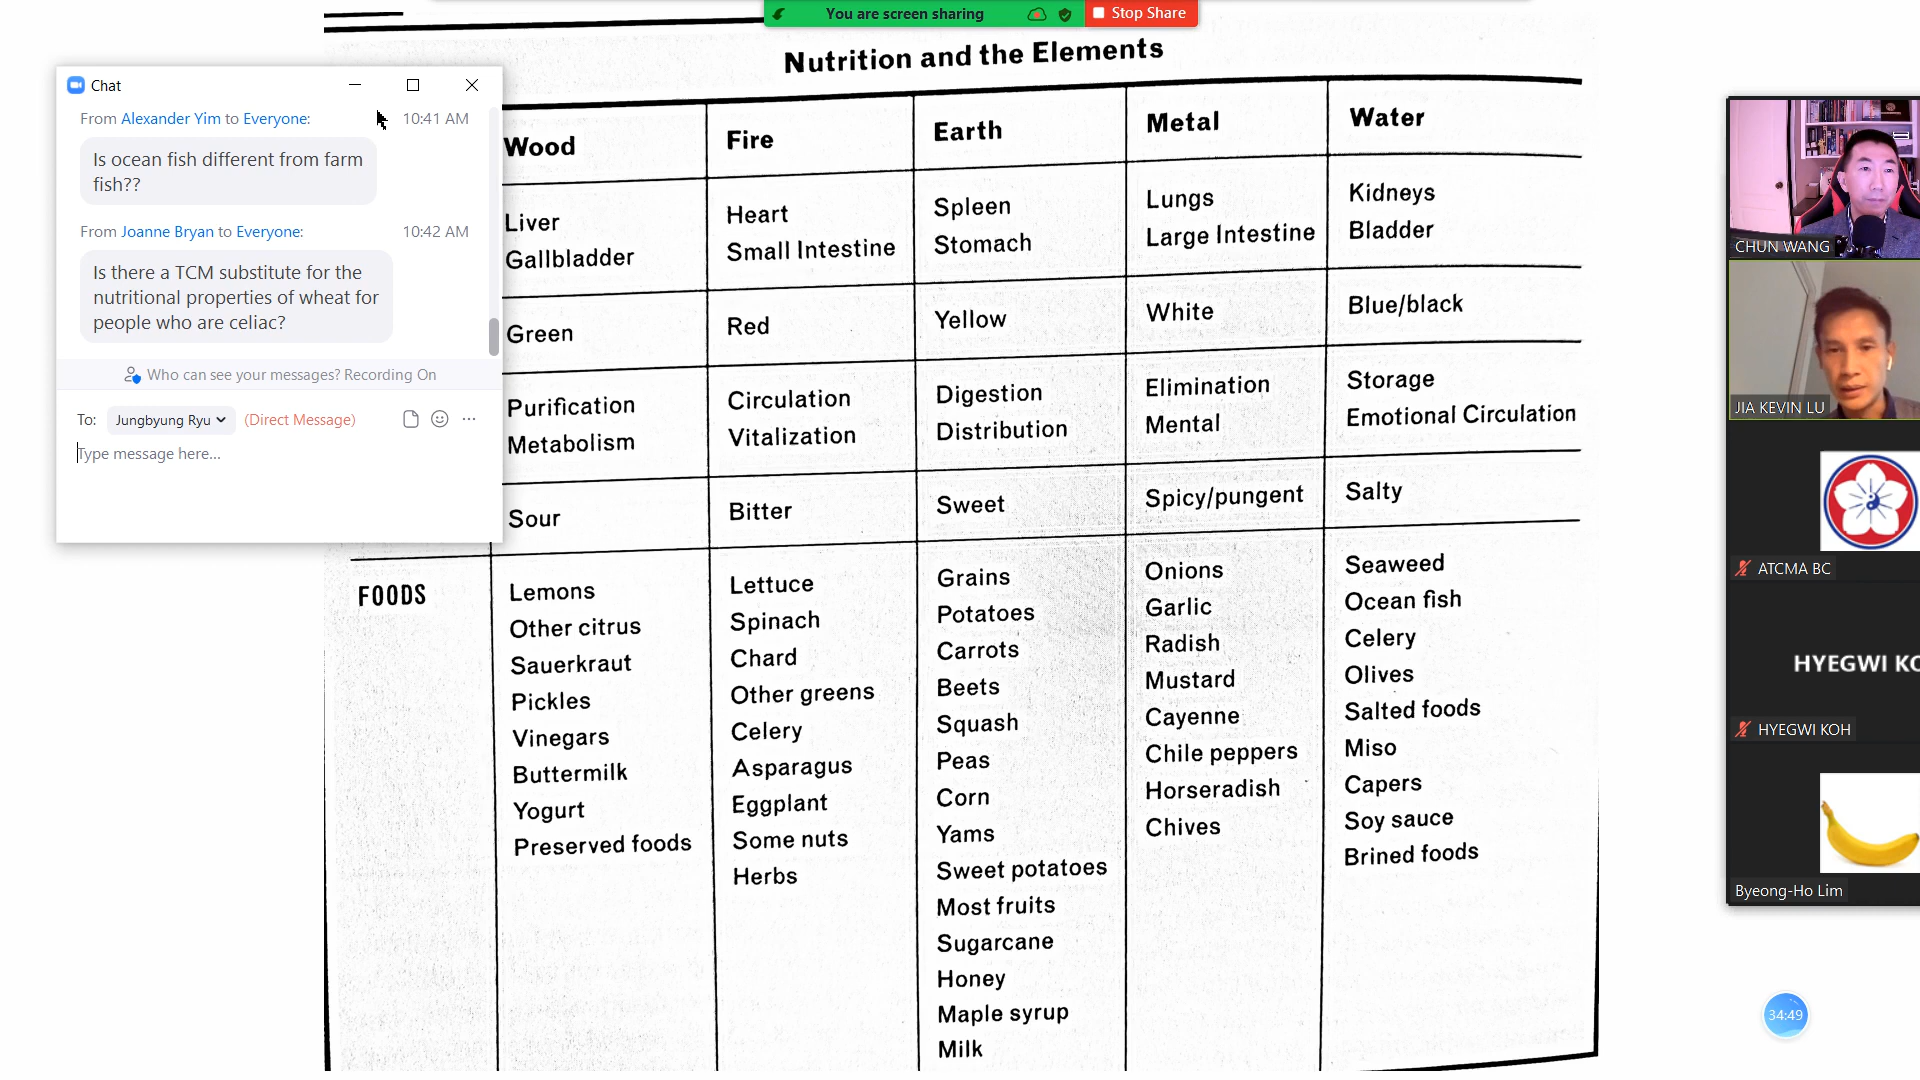 You are screen sharing
Stop Share
Nutrition and the Elements
Chat
From Alexander Yim to Everyone:
10:41 AM
Is ocean fish different from farm
fish??
From Joanne Bryan to Everyone:
10:42 AM
Is there a TCM substitute for the
nutritional properties of wheat for
people who are celiac?
Who can see your messages? Recording On
To: Jungbyung Ryu (Direct Message)
Type message here...
Wood
Fire
Earth
Metal
Water
Liver
Gallbladder
Heart
Small Intestine
Spleen
Stomach
Lungs
Large Intestine
Kidneys
Bladder
Green
Red
Yellow
White
Blue/black
Purification
Metabolism
Circulation
Vitalization
Digestion
Distribution
Elimination
Mental
Storage
Emotional Circulation
Sour
Bitter
Sweet
Spicy/pungent
Salty
FOODS
Lemons
Other citrus
Sauerkraut
Pickles
Vinegars
Buttermilk
Yogurt
Preserved foods
Lettuce
Spinach
Chard
Other greens
Celery
Asparagus
Eggplant
Some nuts
Herbs
Grains
Potatoes
Carrots
Beets
Squash
Peas
Corn
Yams
Sweet potatoes
Most fruits
Sugarcane
Honey
Maple syrup
Milk
Onions
Garlic
Radish
Mustard
Cayenne
Chile peppers
Horseradish
Chives
Seaweed
Ocean fish
Celery
Olives
Salted foods
Miso
Capers
Soy sauce
Brined foods
CHUN WANG
JIA KEVIN LU
ATCMA BC
HYEGWI KO
HYEGWI KOH
Byeong-Ho Lim
34:49